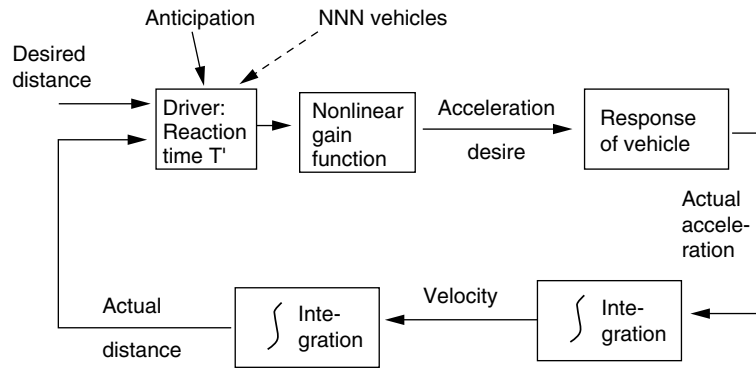 Anticipation
NNN vehicles
Desired
distance
Driver:
Reaction
time T'
Nonlinear
gain
function
Acceleration
desire
Response
of vehicle
Actual
accele-
ration
Inte-
gration
Velocity
Inte-
gration
Actual
distance